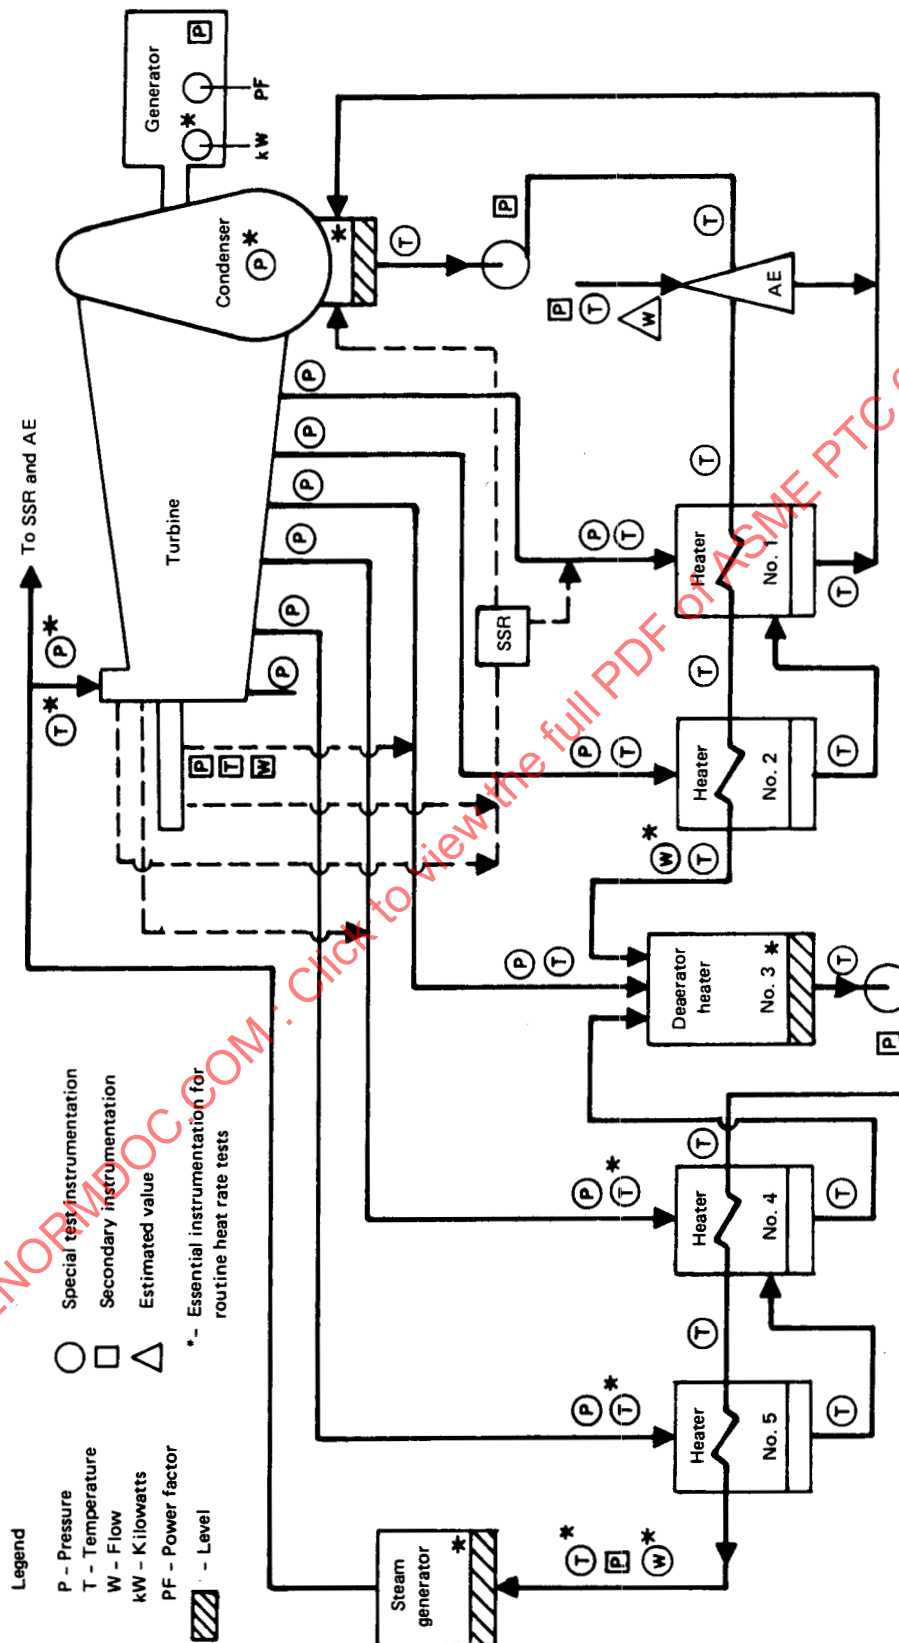 Legend
P - Pressure
T - Temperature
W - Flow
kW - Kilowatts
PF - Power factor
- Level
Special test instrumentation
Secondary instrumentation
Estimated value
*- Essential instrumentation for
routine heat rate tests
To SSR and AE
T*
P*
Turbine
Generator
P
*
kW
PF
Condenser
P*
*
T
P
P
P
P
P
P
P
P
T
W
SSR
P
T
W
AE
T
T
Steam
generator
*
T*
P
W*
P
T*
Heater
No. 5
T
T
P
T*
Heater
No. 4
T
T
P
T
Deaerator
heater
No. 3
*
T
P
W*
T
P
T
Heater
No. 2
T
T
P
T
Heater
No. 1
T
ENORMDOC.COM : Click to view the full PDF of ASME PTC